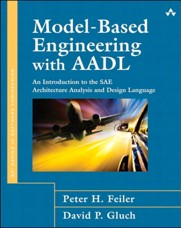 Model-Based
Engineering
with AADL
An Introduction to the SAE
Architecture Analysis and Design Language
Peter H. Feiler
David P. Gluch